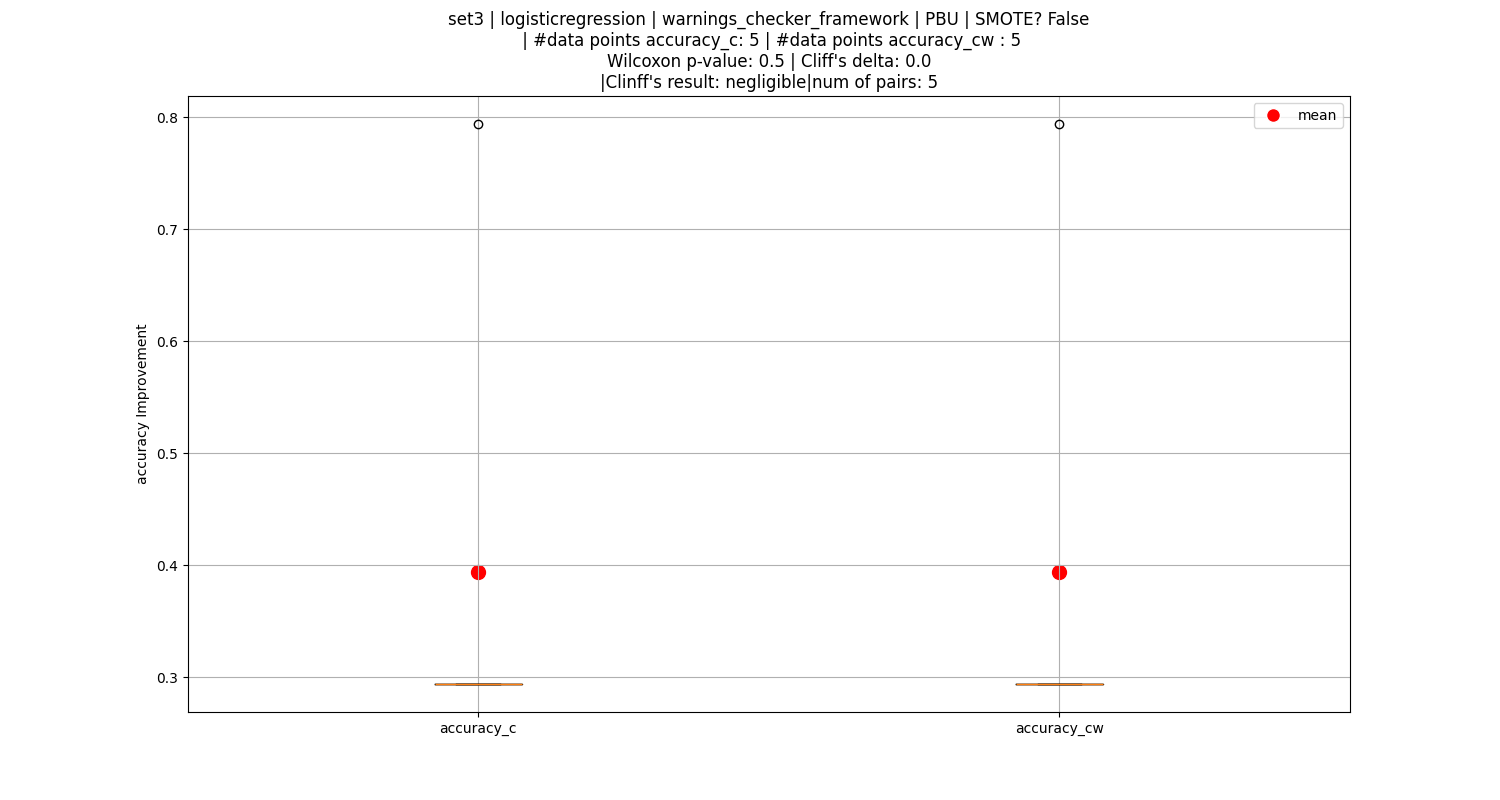 set3 | logisticregression | warnings_checker_framework | PBU | SMOTE? False
| #data points accuracy_c: 5 | #data points accuracy_cw : 5
Wilcoxon p-value: 0.5 | Cliff's delta: 0.0
|Clinff's result: negligible|num of pairs: 5
mean
accuracy Improvement
0.8
0.7
0.6
0.5
0.4
0.3
accuracy_c
accuracy_cw